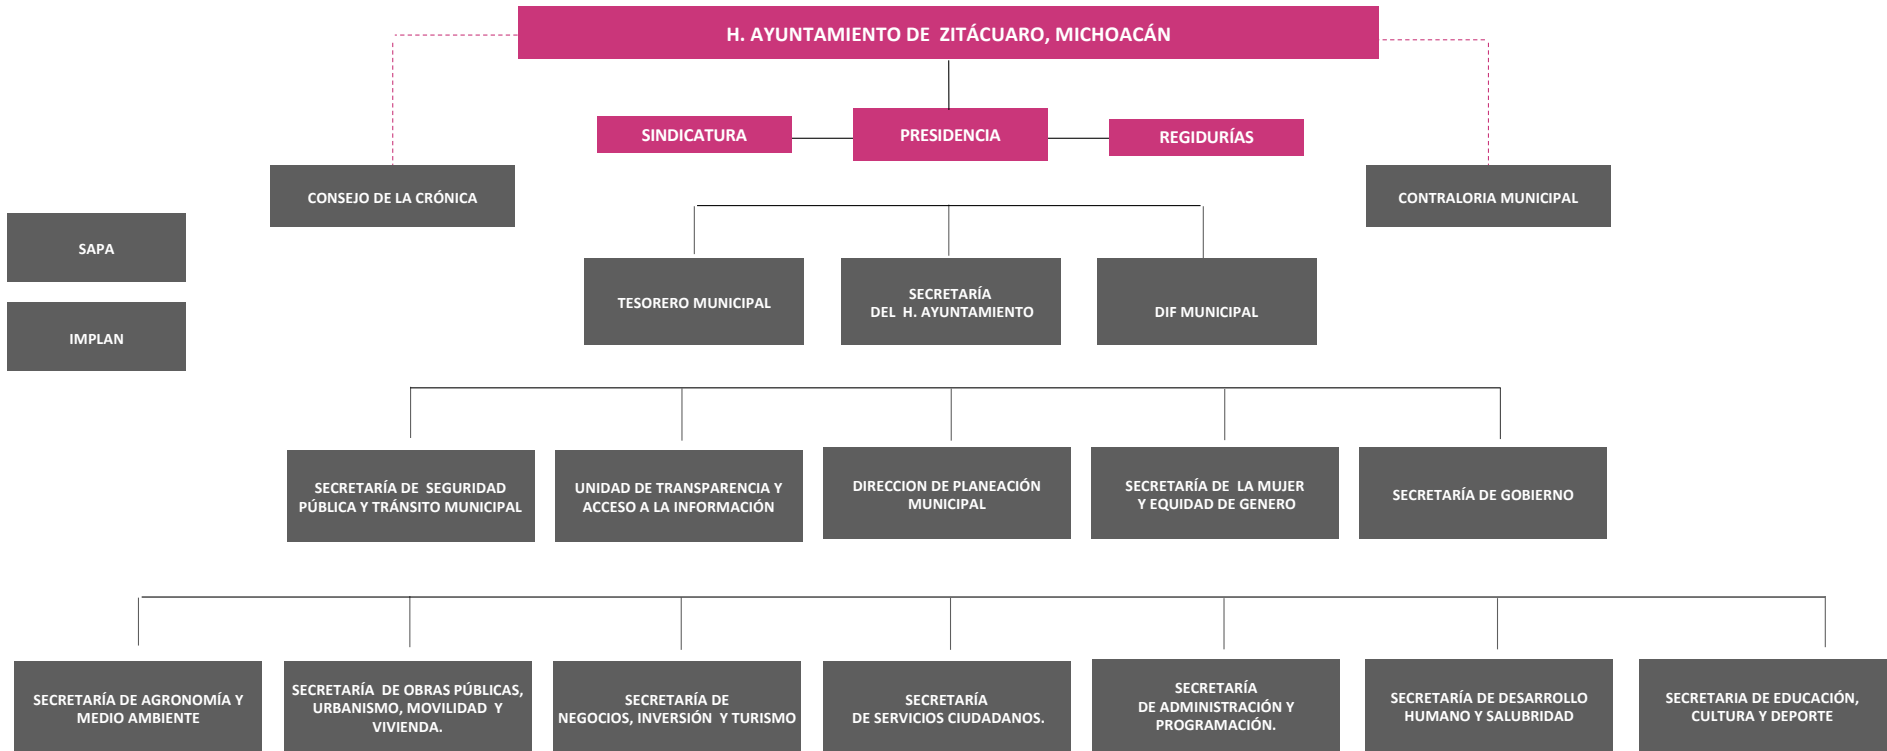 H. AYUNTAMIENTO DE ZITÁCUARO, MICHOACÁN
SINDICATURA
PRESIDENCIA
REGIDURÍAS
CONSEJO DE LA CRÓNICA
CONTRALORIA MUNICIPAL
SAPA
IMPLAN
TESORERO MUNICIPAL
SECRETARÍA
DEL H. AYUNTAMIENTO
DIF MUNICIPAL
SECRETARÍA DE SEGURIDAD
PÚBLICA Y TRÁNSITO MUNICIPAL
UNIDAD DE TRANSPARENCIA Y
ACCESO A LA INFORMACIÓN
DIRECCION DE PLANEACIÓN
MUNICIPAL
SECRETARÍA DE LA MUJER
Y EQUIDAD DE GENERO
SECRETARÍA DE GOBIERNO
SECRETARÍA DE AGRONOMÍA Y
MEDIO AMBIENTE
SECRETARÍA DE OBRAS PÚBLICAS,
URBANISMO, MOVILIDAD Y
VIVIENDA.
SECRETARÍA DE
NEGOCIOS, INVERSIÓN Y TURISMO
SECRETARÍA
DE SERVICIOS CIUDADANOS.
SECRETARÍA
DE ADMINISTRACIÓN Y
PROGRAMACIÓN.
SECRETARÍA DE DESARROLLO
HUMANO Y SALUBRIDAD
SECRETARIA DE EDUCACIÓN,
CULTURA Y DEPORTE